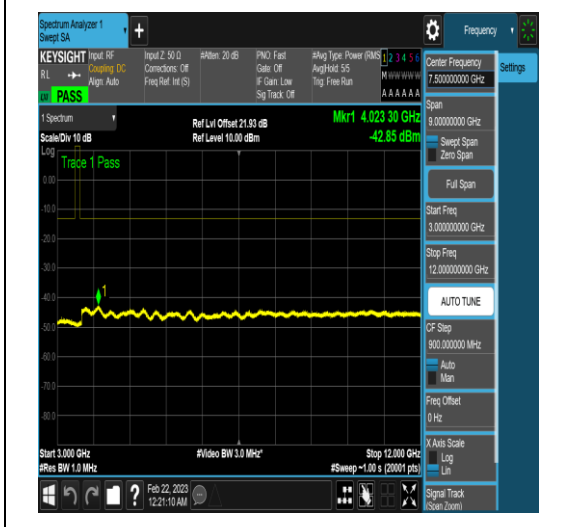 Spectrum Analyzer 1
Swept SA
Frequency
KEYSIGHT
RL
Input: RF
Coupling: DC
Align: Auto
Input Z: 50 Ω
Corrections: Off
Freq Ref: Int (S)
#Atten: 20 dB
PNO: Fast
Gate: Off
IF Gain: Low
Sig Track: Off
#Avg Type: Power (RMS
Avg|Hold: 5/5
Trig: Free Run
1 2 3 4 5 6
M W W W W W
A A A A A A
PASS
1 Spectrum
Scale/Div 10 dB
Ref Lvl Offset 21.93 dB
Ref Level 10.00 dBm
Mkr1 4.023 30 GHz
-42.85 dBm
Log
Trace 1 Pass
0.00
-10.0
-20.0
-30.0
-40.0
-50.0
-60.0
-70.0
-80.0
1
Start 3.000 GHz
#Res BW 1.0 MHz
#Video BW 3.0 MHz*
Stop 12.000 GHz
#Sweep ~1.00 s (20001 pts)
Feb 22, 2023
12:21:10 AM
Center Frequency
7.500000000 GHz
Settings
Span
9.00000000 GHz
Swept Span
Zero Span
Full Span
Start Freq
3.000000000 GHz
Stop Freq
12.000000000 GHz
AUTO TUNE
CF Step
900.000000 MHz
Auto
Man
Freq Offset
0 Hz
X Axis Scale
Log
Lin
Signal Track
(Span Zoom)